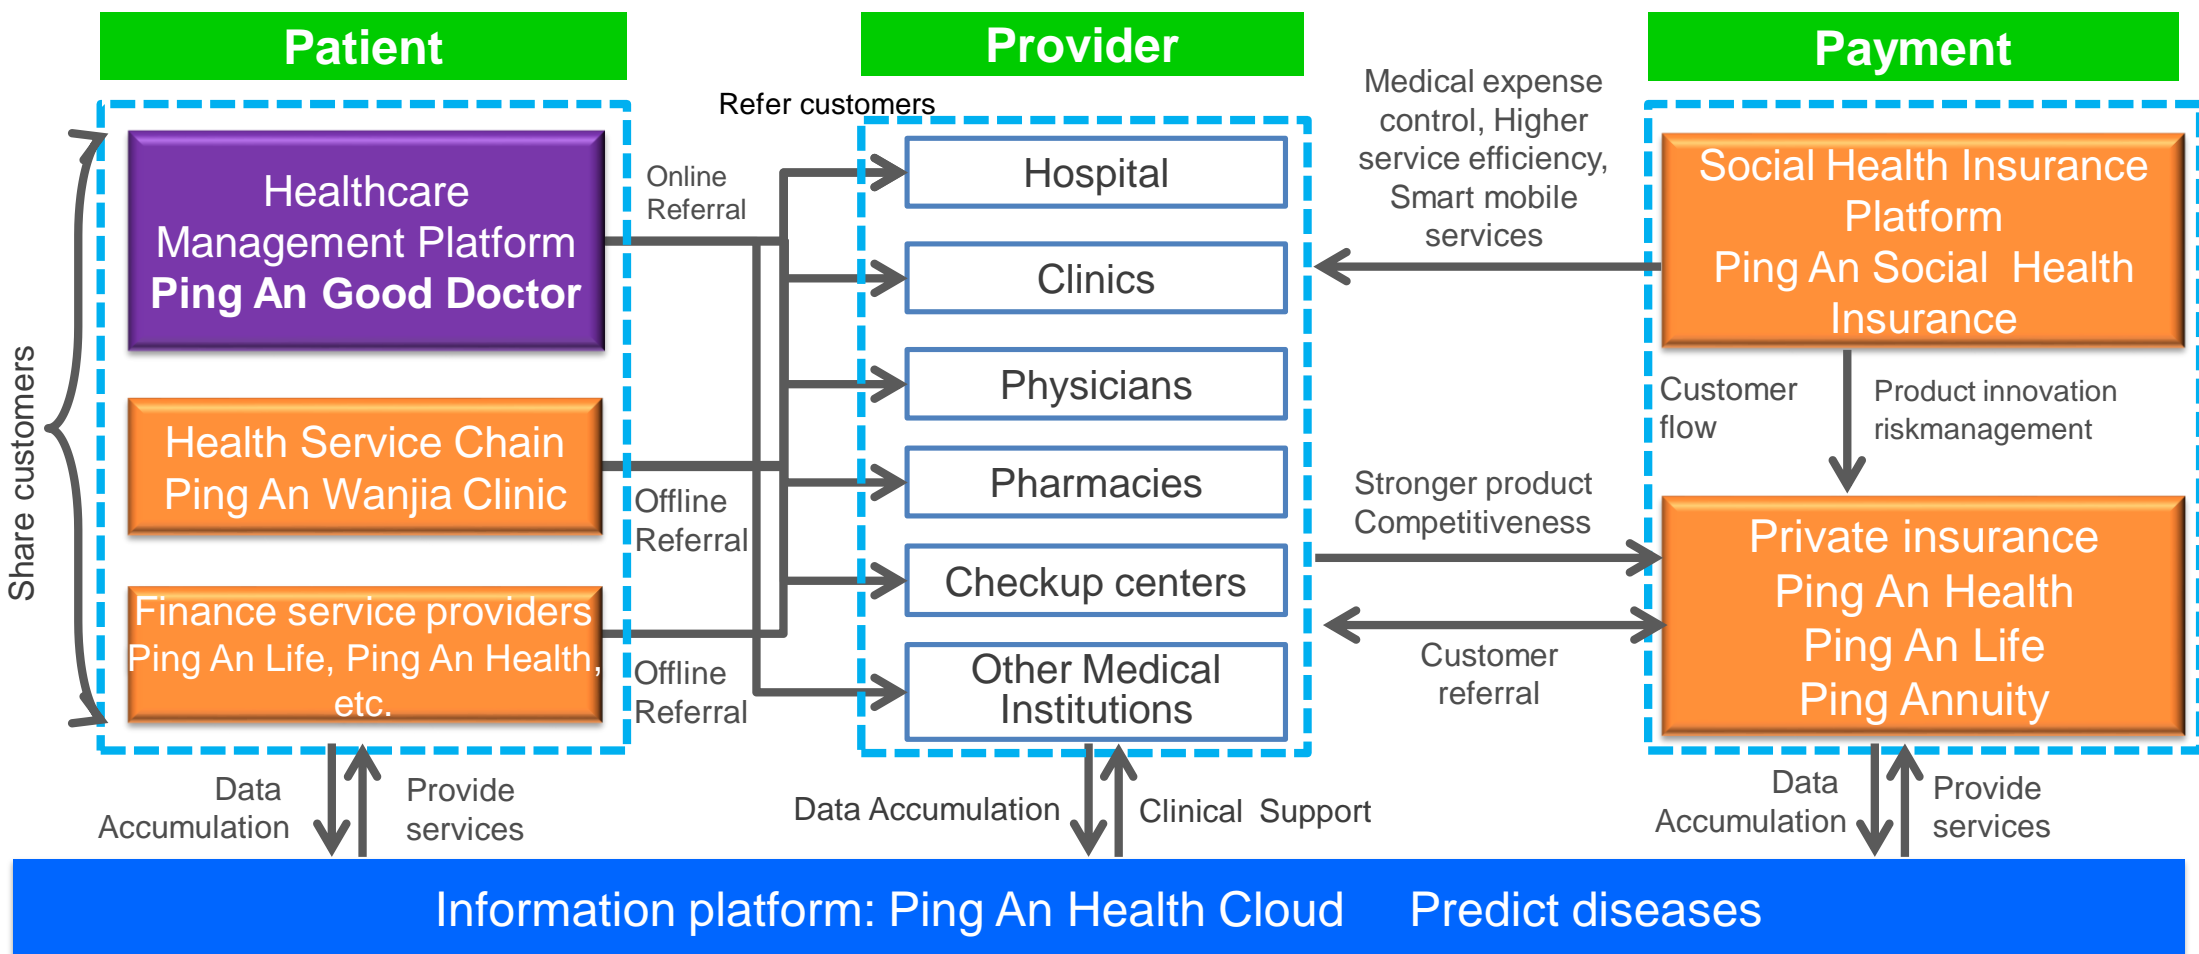 Patient
Provider
Payment
Share customers
Healthcare
Management Platform
Ping An Good Doctor
Health Service Chain
Ping An Wanjia Clinic
Finance service providers
Ping An Life, Ping An Health,
etc.
Refer customers
Online
Referral
Offline
Referral
Offline
Referral
Hospital
Clinics
Physicians
Pharmacies
Checkup centers
Other Medical
Institutions
Medical expense
control, Higher
service efficiency,
Smart mobile
services
Stronger product
Competitiveness
Customer
referral
Social Health Insurance
Platform
Ping An Social Health
Insurance
Customer
flow
Product innovation
riskmanagement
Private insurance
Ping An Health
Ping An Life
Ping Annuity
Data
Accumulation
Provide
services
Data Accumulation
Clinical Support
Data
Accumulation
Provide
services
Information platform: Ping An Health Cloud Predict diseases